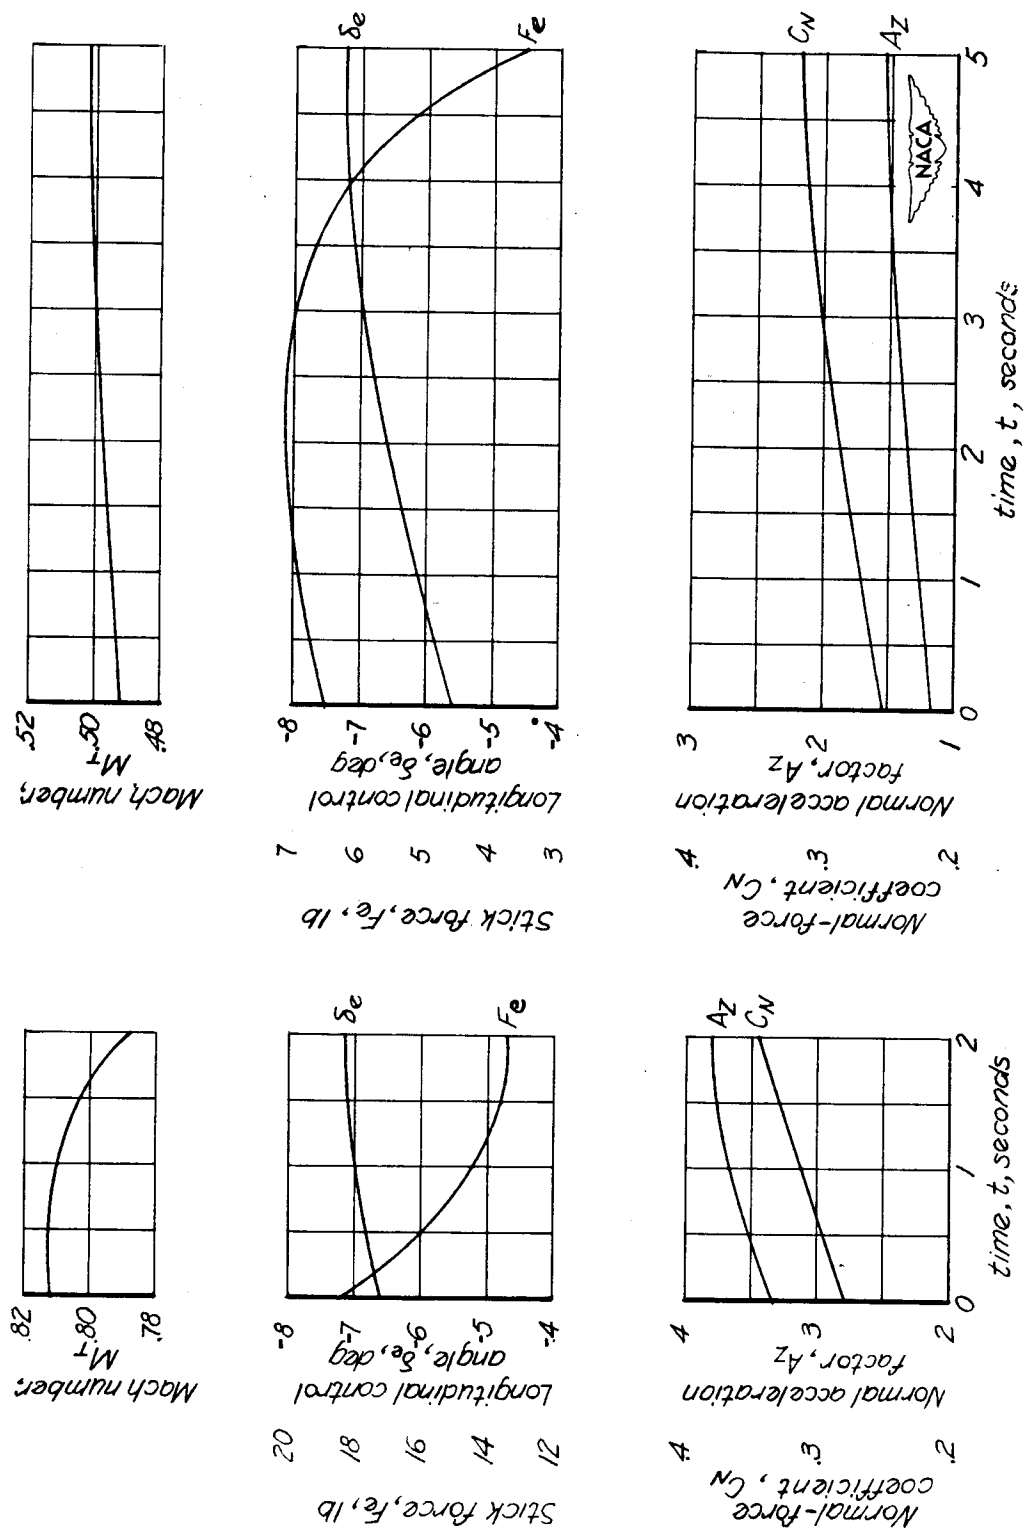 Mach number,
M_T
.82
.80
.78
Stick force, Fe, lb
20
18
16
14
12
Longitudinal control
angle, δe, deg
-8
-7
-6
-5
-4
δe
Fe
Normal-force
coefficient, C_N
.4
.3
.2
Normal acceleration
factor, A_Z
4
3
2
A_Z
C_N
0
1
2
time, t, seconds
Mach number,
M_T
.52
.50
.48
Stick force, Fe, lb
7
6
5
4
3
Longitudinal control
angle, δe, deg
-8
-7
-6
-5
-4
δe
Fe
Normal-force
coefficient, C_N
.4
.3
.2
Normal acceleration
factor, A_Z
3
2
1
C_N
A_Z
NACA
0
1
2
3
4
5
time, t, seconds